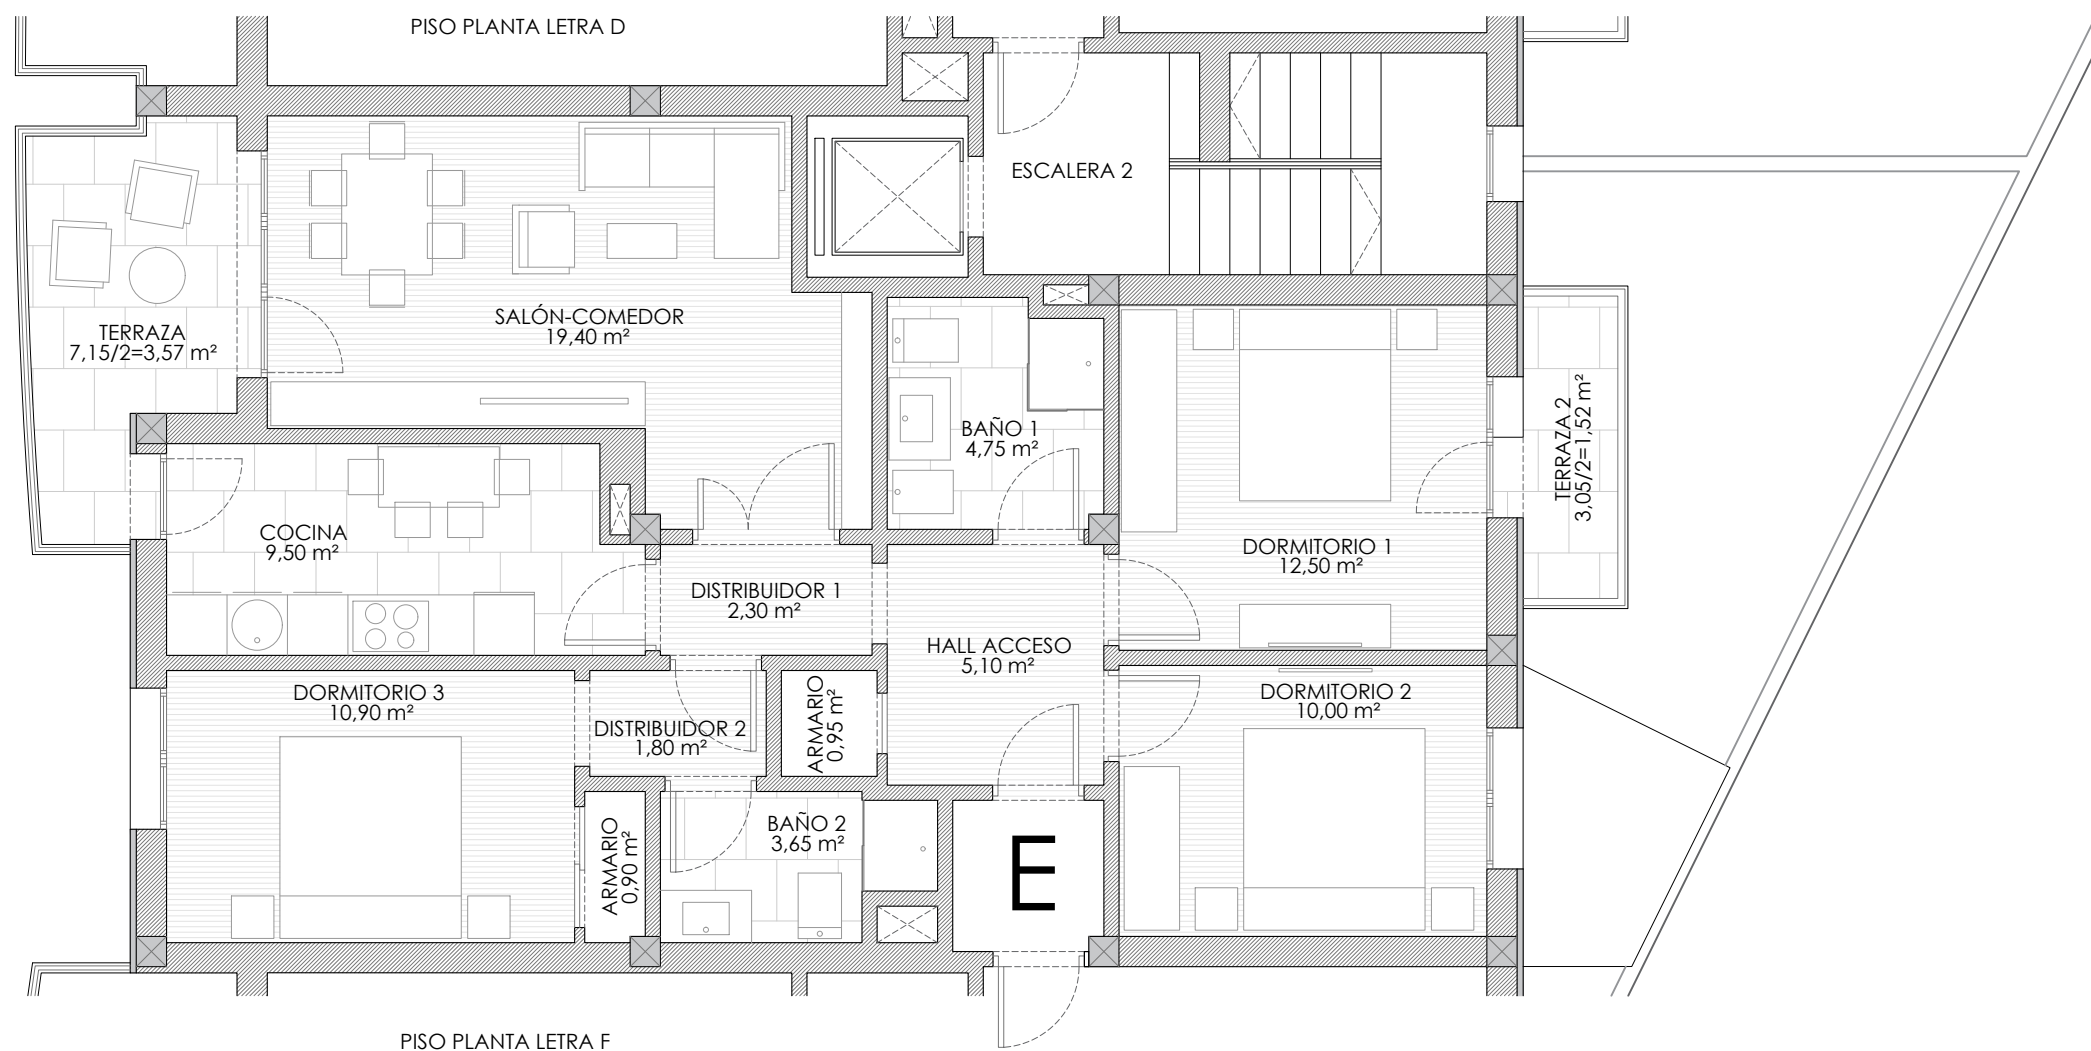 PISO PLANTA LETRA D
ESCALERA 2
SALÓN-COMEDOR
19,40 m²
TERRAZA
7,15/2=3,57 m²
BAÑO 1
4,75 m²
TERRAZA 2
3,05/2=1,52 m²
COCINA
9,50 m²
DORMITORIO 1
12,50 m²
DISTRIBUIDOR 1
2,30 m²
HALL ACCESO
5,10 m²
DORMITORIO 3
10,90 m²
DORMITORIO 2
10,00 m²
DISTRIBUIDOR 2
1,80 m²
ARMARIO
0,95 m²
BAÑO 2
3,65 m²
ARMARIO
0,90 m²
E
PISO PLANTA LETRA F